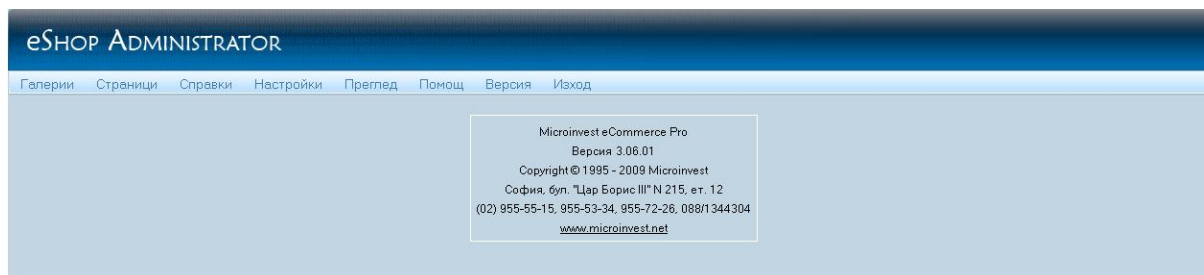 eShop Administrator
Галерии Страници Справки Настройки Преглед Помощ Версия Изход
Microinvest eCommerce Pro
Версия 3.06.01
Copyright © 1995 - 2009 Microinvest
София, бул. "Цар Борис III" N 215, ет. 12
(02) 955-55-15, 955-53-34, 955-72-26, 088/1344304
www.microinvest.net